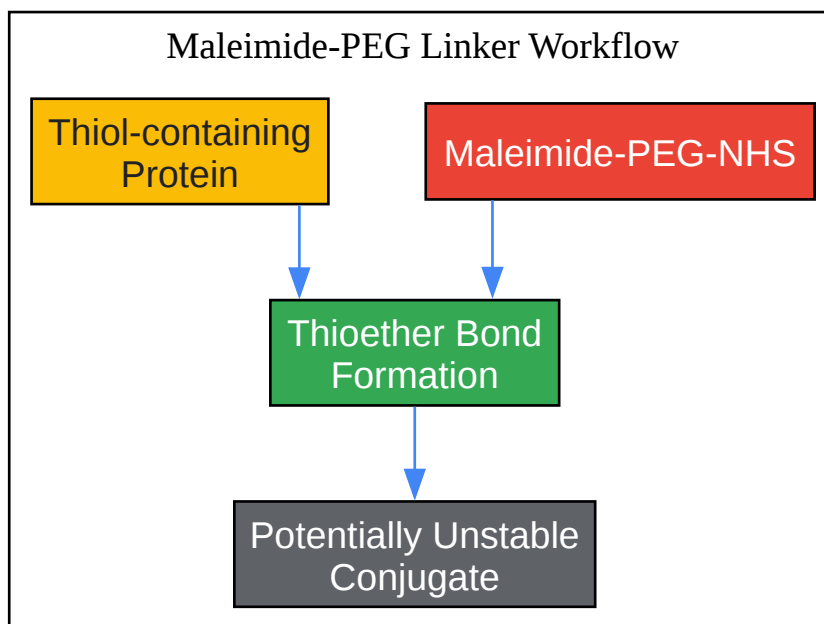 Maleimide-PEG Linker Workflow
Thiol-containing
Protein
Maleimide-PEG-NHS
Thioether Bond
Formation
Potentially Unstable
Conjugate